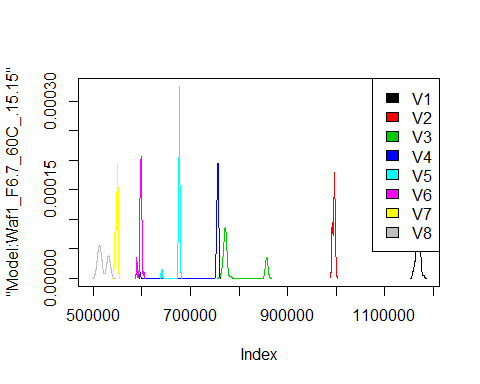 "Model:Waf1_F6.7_60C_.15.15"
0.00030
0.00015
0.00000
V1
V2
V3
V4
V5
V6
V7
V8
500000 700000 900000 1100000
Index